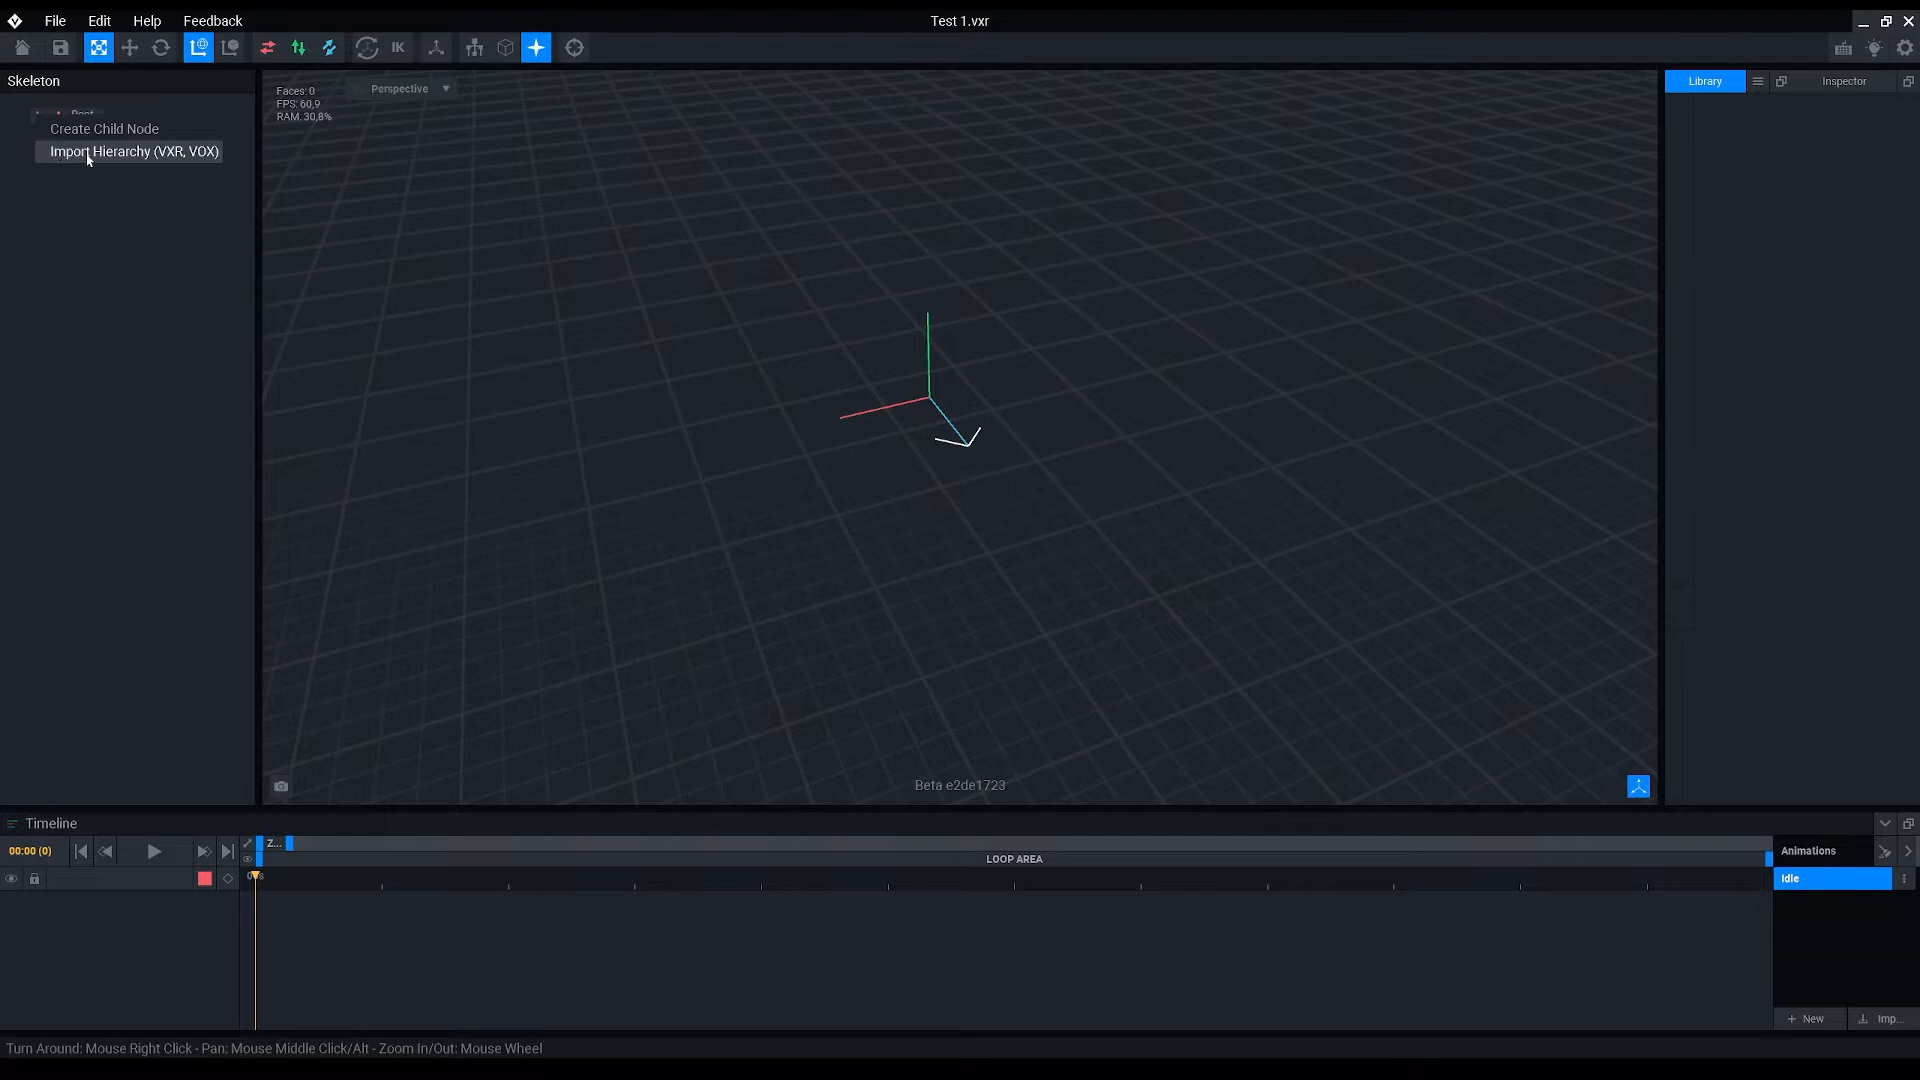 File Edit Help Feedback
Test 1.vxr
IK
Skeleton
Root
Create Child Node
Import Hierarchy (VXR, VOX)
Faces: 0
FPS: 60,9
RAM: 30,8%
Perspective
Library
Inspector
Beta e2de1723
Timeline
00:00 (0)
Z...
LOOP AREA
Animations
Idle
New
Imp...
Turn Around: Mouse Right Click - Pan: Mouse Middle Click/Alt - Zoom In/Out: Mouse Wheel